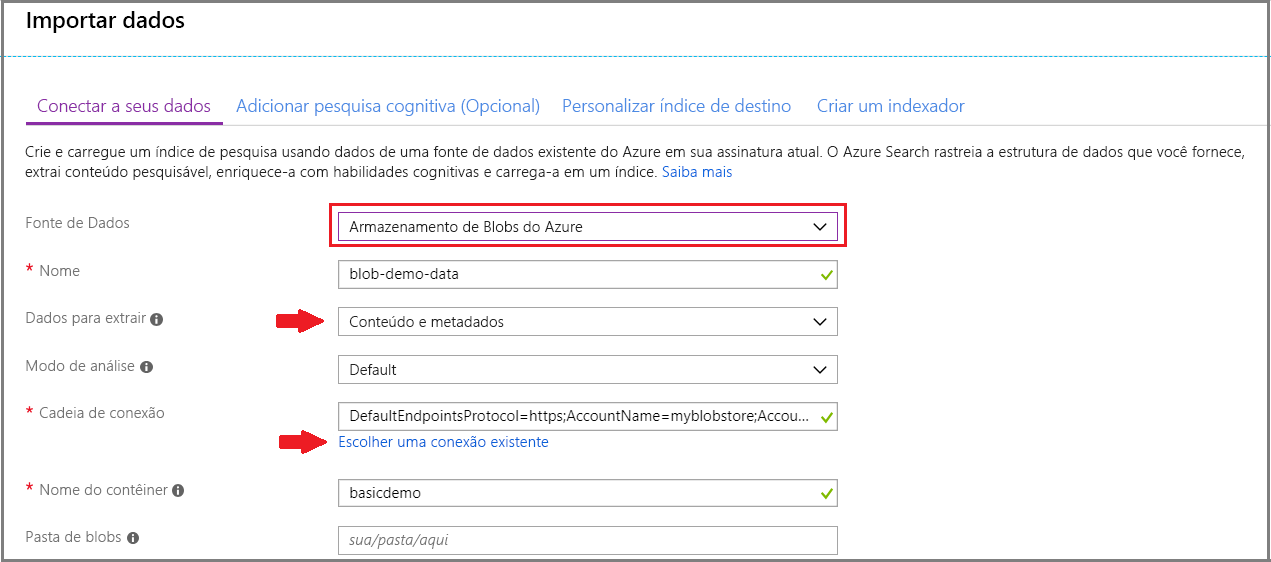 Importar dados
Conectar a seus dados Adicionar pesquisa cognitiva (Opcional) Personalizar índice de destino Criar um indexador
Crie e carregue um índice de pesquisa usando dados de uma fonte de dados existente do Azure em sua assinatura atual. O Azure Search rastreia a estrutura de dados que você fornece,
extrai conteúdo pesquisável, enriquece-a com habilidades cognitivas e carrega-a em um índice. Saiba mais
Fonte de Dados Armazenamento de Blobs do Azure
* Nome blob-demo-data
Dados para extrair Conteúdo e metadados
Modo de análise Default
* Cadeia de conexão DefaultEndpointsProtocol=https;AccountName=myblobstore;Accou...
Escolher uma conexão existente
* Nome do contêiner basicdemo
Pasta de blobs sua/pasta/aqui